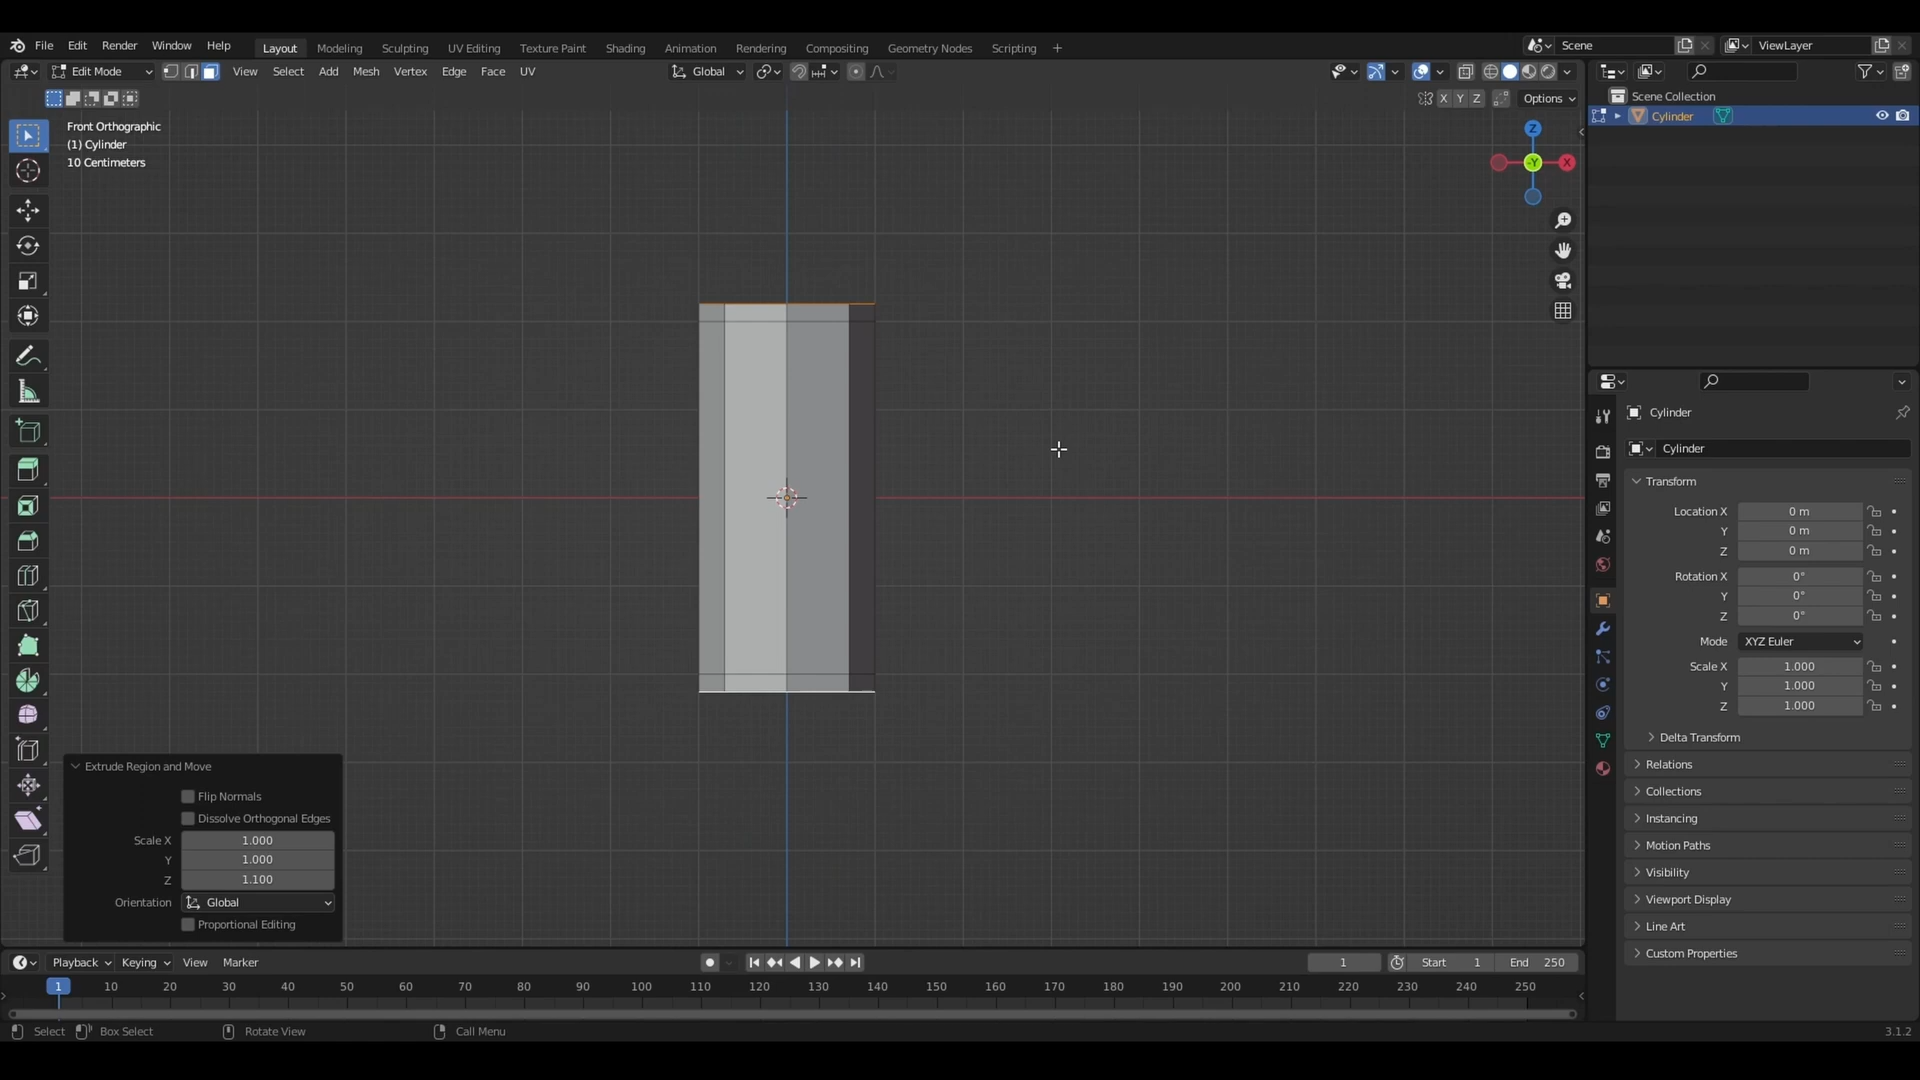 File Edit Render Window Help Layout Modeling Sculpting UV Editing Texture Paint Shading Animation Rendering Compositing Geometry Nodes Scripting + Scene ViewLayer
Edit Mode View Select Add Mesh Vertex Edge Face UV Global
X Y Z Options
Scene Collection
Cylinder
Front Orthographic
(1) Cylinder
10 Centimeters
Z
-Y
X
Cylinder
Cylinder
Transform
Location X 0 m
Y 0 m
Z 0 m
Rotation X 0°
Y 0°
Z 0°
Mode XYZ Euler
Scale X 1.000
Y 1.000
Z 1.000
Delta Transform
Relations
Collections
Instancing
Motion Paths
Visibility
Viewport Display
Line Art
Custom Properties
Extrude Region and Move
Flip Normals
Dissolve Orthogonal Edges
Scale X 1.000
Y 1.000
Z 1.100
Orientation Global
Proportional Editing
Playback Keying View Marker 1 Start 1 End 250
1 10 20 30 40 50 60 70 80 90 100 110 120 130 140 150 160 170 180 190 200 210 220 230 240 250
Select Box Select Rotate View Call Menu 3.1.2